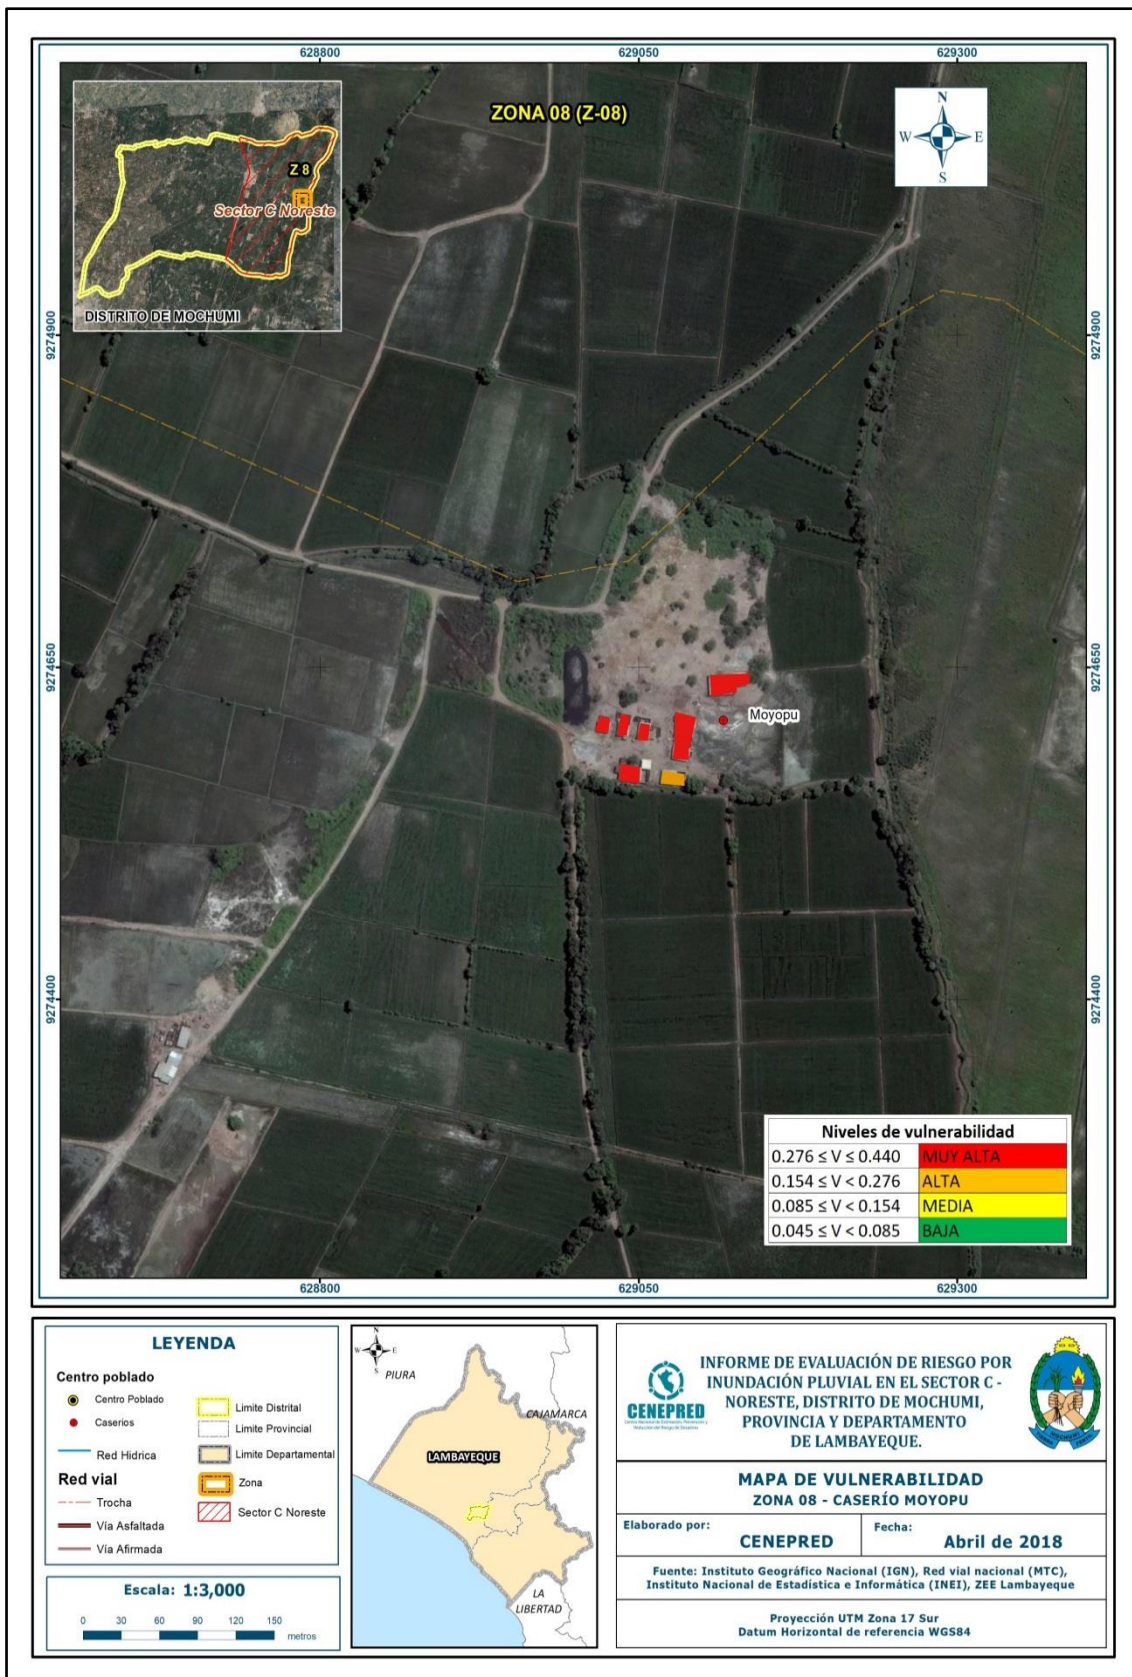 628800
629050
629300
ZONA 08 (Z-08)
N
W
E
S
Z 8
Sector C Noreste
DISTRITO DE MOCHUMI
9274900
9274900
9274650
9274650
Moyopu
9274400
9274400
Niveles de vulnerabilidad
0.276 ≤ V ≤ 0.440 MUY ALTA
0.154 ≤ V < 0.276 ALTA
0.085 ≤ V < 0.154 MEDIA
0.045 ≤ V < 0.085 BAJA
628800
629050
629300
LEYENDA
Centro poblado
Centro Poblado
Caserios
Red Hidrica
Red vial
Trocha
Vía Asfaltada
Vía Afirmada
Limite Distrital
Limite Provincial
Limite Departamental
Zona
Sector C Noreste
Escala: 1:3,000
0 30 60 90 120 150
metros
N
W
E
S
PIURA
CAJAMARCA
LAMBAYEQUE
LA
LIBERTAD
CENEPRED
INFORME DE EVALUACIÓN DE RIESGO POR
INUNDACIÓN PLUVIAL EN EL SECTOR C -
NORESTE, DISTRITO DE MOCHUMI,
PROVINCIA Y DEPARTAMENTO
DE LAMBAYEQUE.
MOCHUMI
MAPA DE VULNERABILIDAD
ZONA 08 - CASERÍO MOYOPU
Elaborado por:
CENEPRED
Fecha:
Abril de 2018
Fuente: Instituto Geográfico Nacional (IGN), Red vial nacional (MTC),
Instituto Nacional de Estadística e Informática (INEI), ZEE Lambayeque
Proyección UTM Zona 17 Sur
Datum Horizontal de referencia WGS84